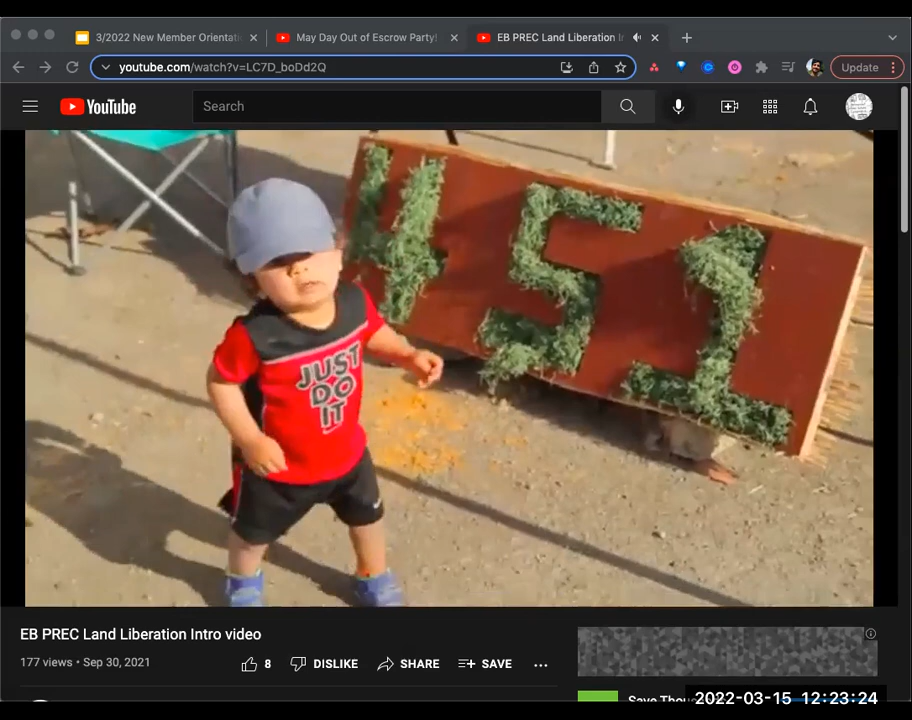 3/2022 New Member Orientati
May Day Out of Escrow Party!
EB PREC Land Liberation I
youtube.com/watch?v=LC7D_boDd2Q
Update
YouTube
Search
451
JUST
DO
IT
EB PREC Land Liberation Intro video
177 views • Sep 30, 2021
8
DISLIKE
SHARE
SAVE
2022-03-15 12:23:24